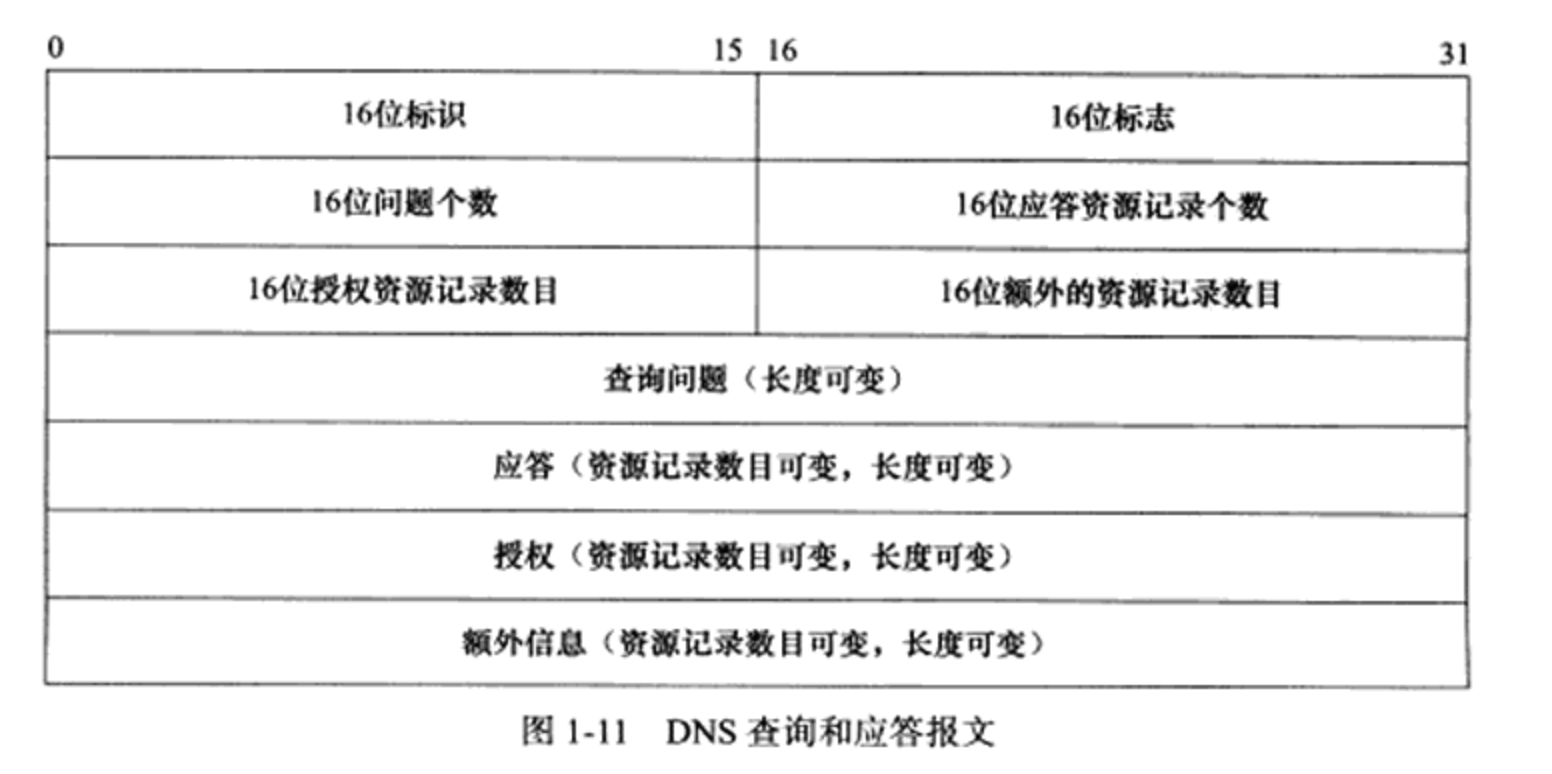 0 15 16 31
16位标识 16位标志
16位问题个数 16位应答资源记录个数
16位授权资源记录数目 16位额外的资源记录数目
查询问题（长度可变）
应答（资源记录数目可变，长度可变）
授权（资源记录数目可变，长度可变）
额外信息（资源记录数目可变，长度可变）
图 1-11 DNS 查询和应答报文